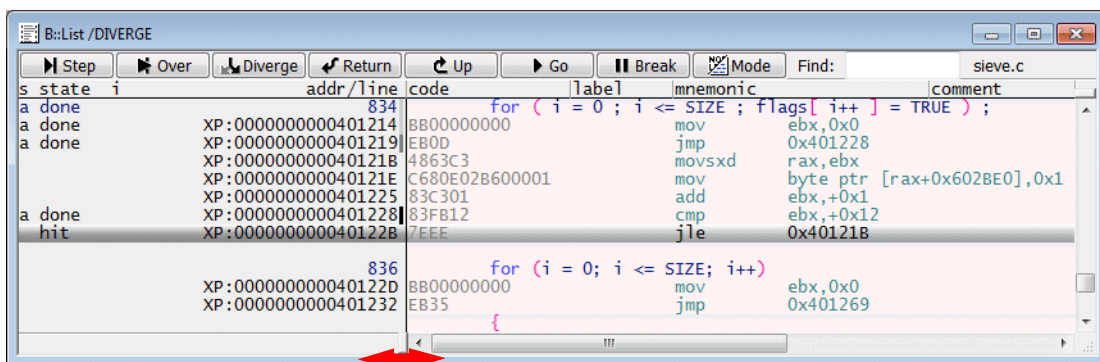 B::List /DIVERGE
Step Over Diverge Return Up Go Break Mode Find: sieve.c
s state i addr/line code label mnemonic comment
a done 834 for ( i = 0 ; i <= SIZE ; flags[ i++ ] = TRUE ) ;
a done XP:0000000000401214 BB00000000 mov ebx,0x0
a done XP:0000000000401219 EB0D jmp 0x401228
XP:000000000040121B 4863C3 movsxd rax,ebx
XP:000000000040121E C680E02B600001 mov byte ptr [rax+0x602BE0],0x1
XP:0000000000401225 83C301 add ebx,+0x1
a done XP:0000000000401228 83FB12 cmp ebx,+0x12
hit XP:000000000040122B 7EEE jle 0x40121B
836 for (i = 0; i <= SIZE; i++)
XP:000000000040122D BB00000000 mov ebx,0x0
XP:0000000000401232 EB35 jmp 0x401269
{